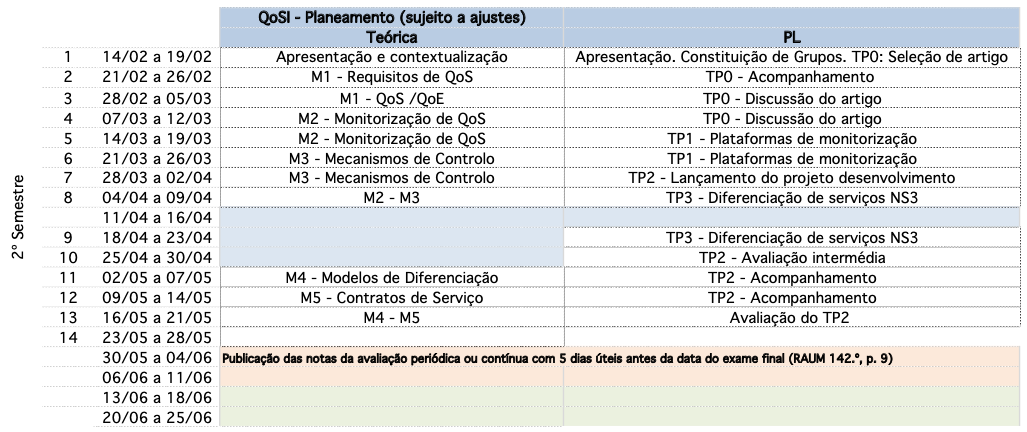 QoSI - Planeamento (sujeito a ajustes)
Teórica PL
1 14/02 a 19/02 Apresentação e contextualização Apresentação. Constituição de Grupos. TP0: Seleção de artigo
2 21/02 a 26/02 M1 - Requisitos de QoS TP0 - Acompanhamento
3 28/02 a 05/03 M1 - QoS /QoE TP0 - Discussão do artigo
4 07/03 a 12/03 M2 - Monitorização de QoS TP0 - Discussão do artigo
5 14/03 a 19/03 M2 - Monitorização de QoS TP1 - Plataformas de monitorização
6 21/03 a 26/03 M3 - Mecanismos de Controlo TP1 - Plataformas de monitorização
7 28/03 a 02/04 M3 - Mecanismos de Controlo TP2 - Lançamento do projeto desenvolvimento
8 04/04 a 09/04 M2 - M3 TP3 - Diferenciação de serviços NS3
11/04 a 16/04
2° Semestre
9 18/04 a 23/04 TP3 - Diferenciação de serviços NS3
10 25/04 a 30/04 TP2 - Avaliação intermédia
11 02/05 a 07/05 M4 - Modelos de Diferenciação TP2 - Acompanhamento
12 09/05 a 14/05 M5 - Contratos de Serviço TP2 - Acompanhamento
13 16/05 a 21/05 M4 - M5 Avaliação do TP2
14 23/05 a 28/05
30/05 a 04/06 Publicação das notas da avaliação periódica ou contínua com 5 dias úteis antes da data do exame final (RAUM 142.°, p. 9)
06/06 a 11/06
13/06 a 18/06
20/06 a 25/06